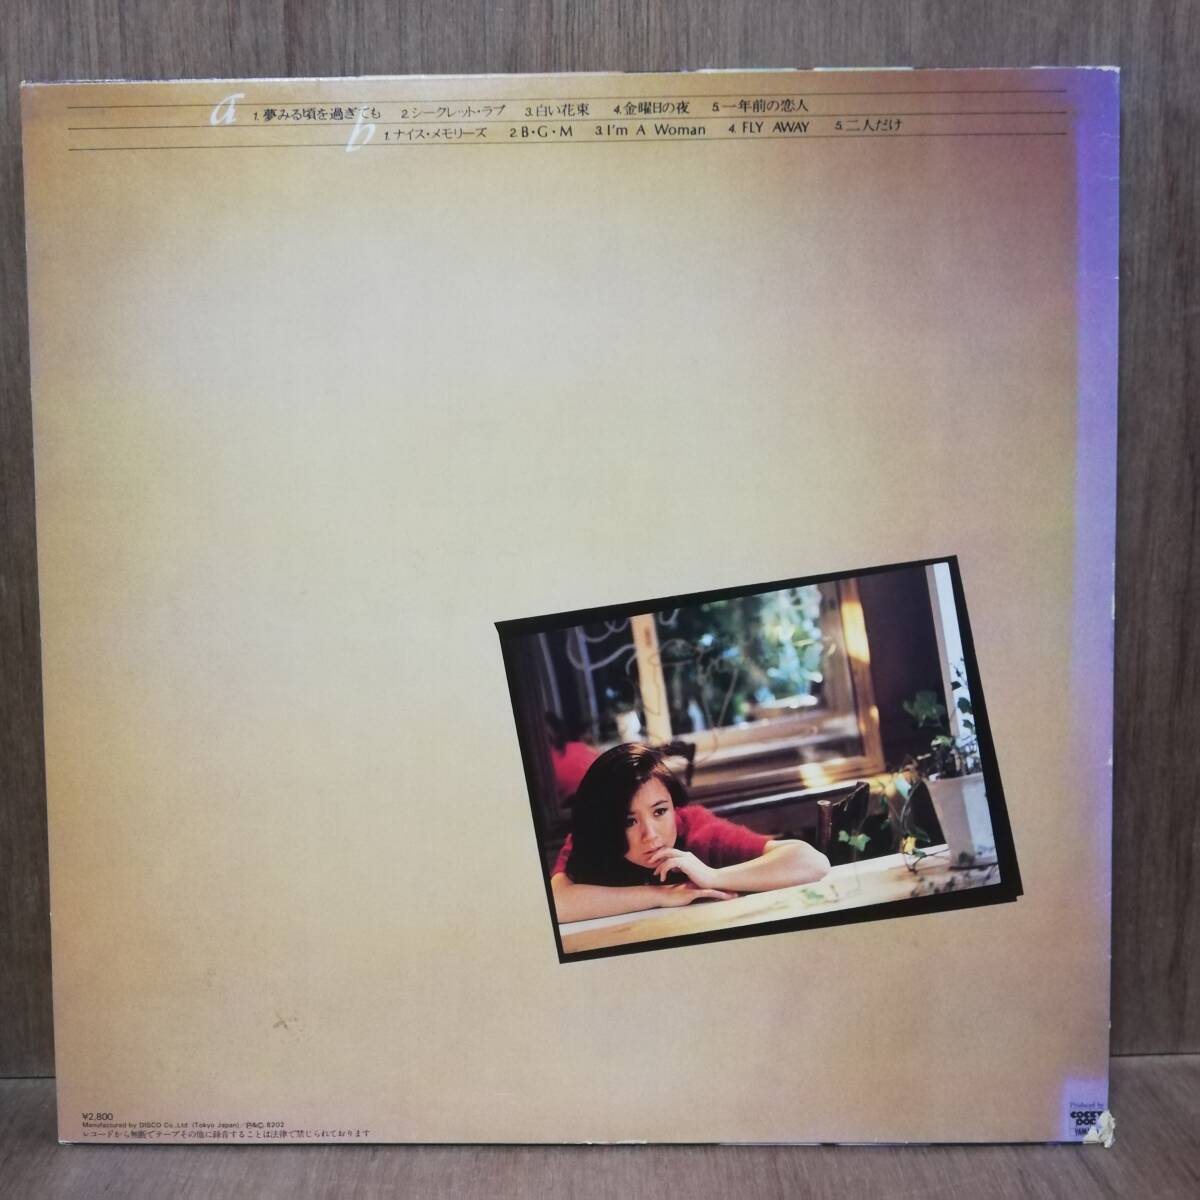 a 1.夢みる頃を過ぎても 2.シークレット・ラブ 3.白い花束 4.金曜日の夜 5.一年前の恋人
b 1.ナイス・メモリーズ 2.B・G・M 3.I'm A Woman 4.FLY AWAY 5.二人だけ
¥2,800
Manufactured by DISCO Co.,Ltd (Tokyo Japan)/℗&© 8202
レコードから無断でテープその他に録音することは法律で禁じられております
Produced by